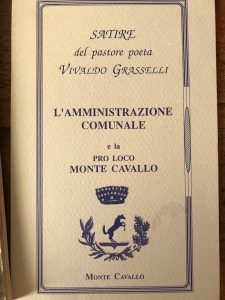 SATIRE
del pastore poeta
VIVALDO GRASSELLI
L'AMMINISTRAZIONE
COMUNALE
e la
PRO LOCO
MONTE CAVALLO
MONTE CAVALLO